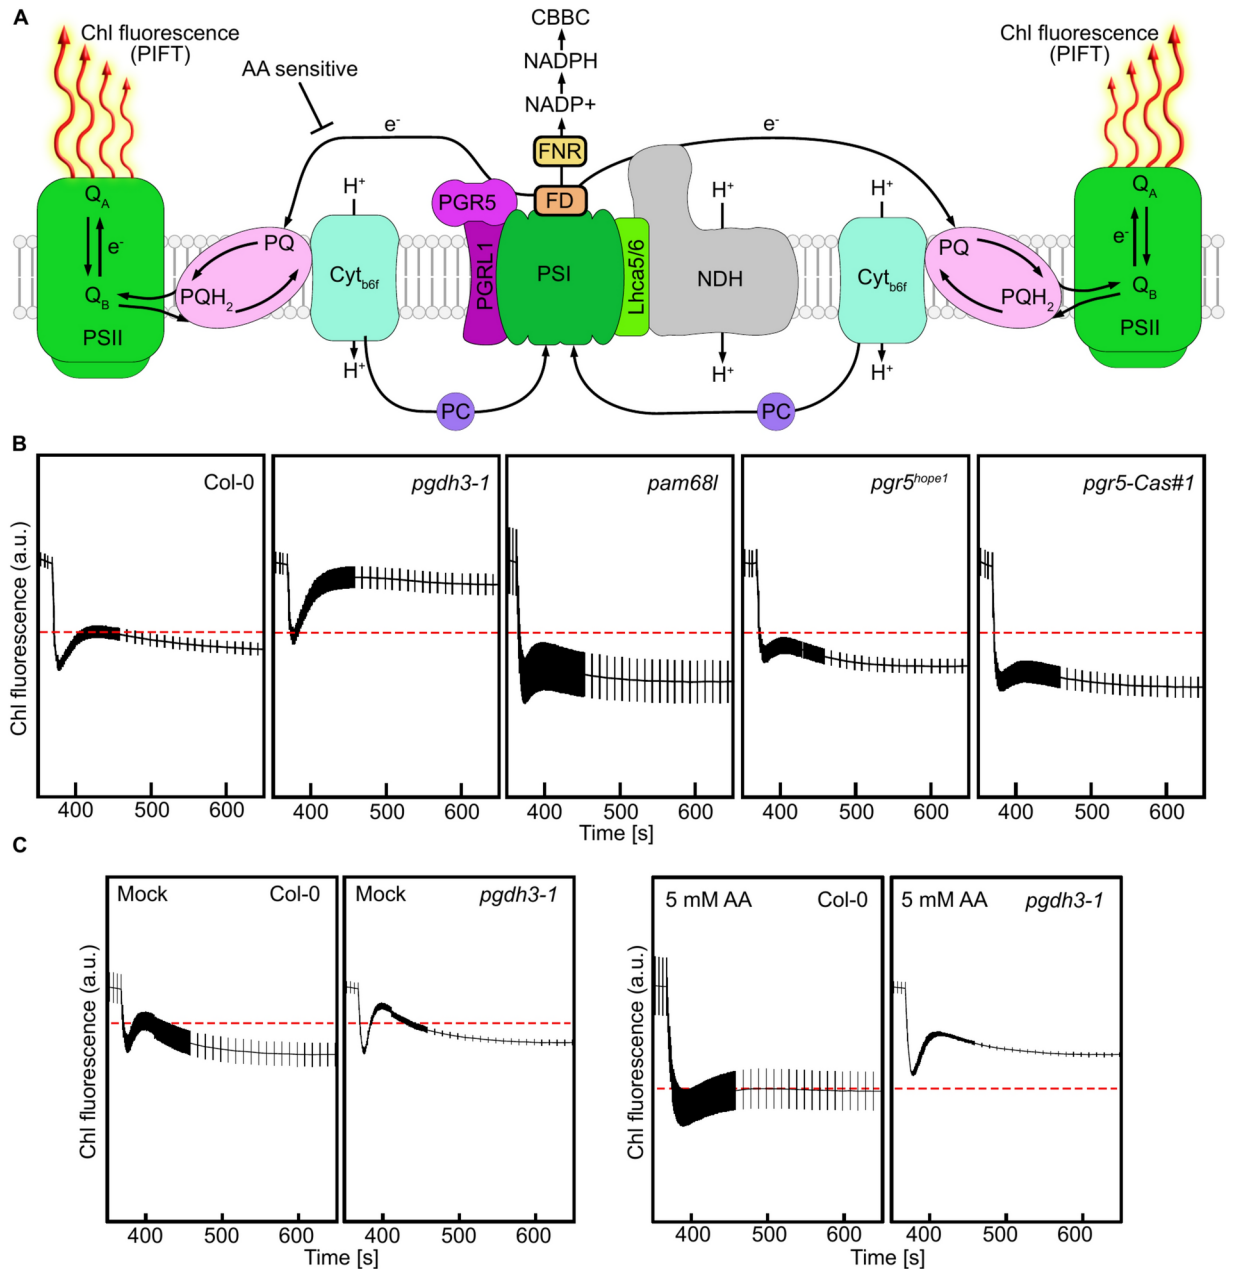 A
Chl fluorescence
(PIFT)
AA sensitive
CBBC
NADPH
NADP+
Chl fluorescence
(PIFT)
e-
FNR
e-
QA
e-
QB
PSII
PQ
PQH2
H+
Cytb6f
H+
PGR5
FD
PGRL1
PSI
Lhca5/6
H+
NDH
H+
H+
Cytb6f
H+
PQ
PQH2
QA
e-
QB
PSII
PC
PC
B
Chl fluorescence (a.u.)
Col-0
pgdh3-1
pam68l
pgr5hope1
pgr5-Cas#1
400 500 600
400 500 600
400 500 600
400 500 600
400 500 600
Time [s]
C
Chl fluorescence (a.u.)
Mock Col-0
Mock pgdh3-1
400 500 600
400 500 600
Time [s]
Chl fluorescence (a.u.)
5 mM AA Col-0
5 mM AA pgdh3-1
400 500 600
400 500 600
Time [s]